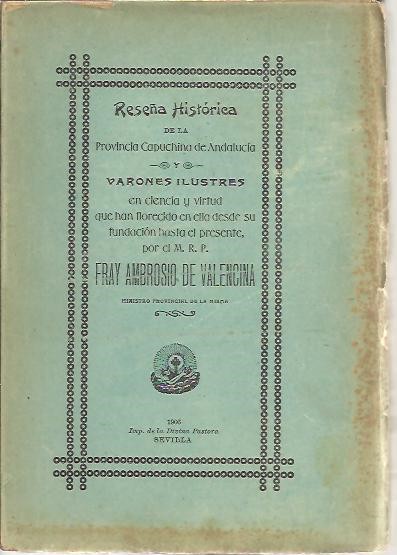 Reseña Histórica
DE LA
Provincia Capuchina de Andalucía
Y
VARONES ILUSTRES
en ciencia y virtud
que han florecido en ella desde su
fundación hasta el presente,
por el M. R. P.
FRAY AMBROSIO DE VALENCINA
MINISTRO PROVINCIAL DE LA MISMA
1906
Imp. de la Divina Pastora
SEVILLA